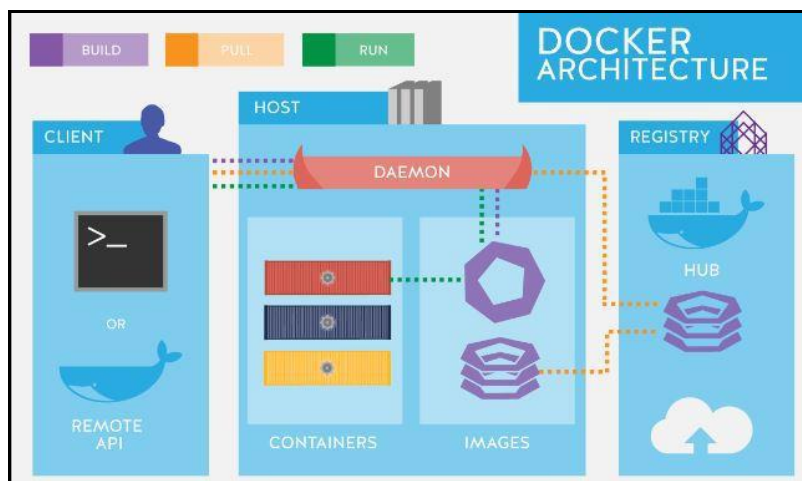 BUILD
PULL
RUN
DOCKER
ARCHITECTURE
CLIENT
>_
OR
REMOTE
API
HOST
DAEMON
CONTAINERS
IMAGES
REGISTRY
HUB